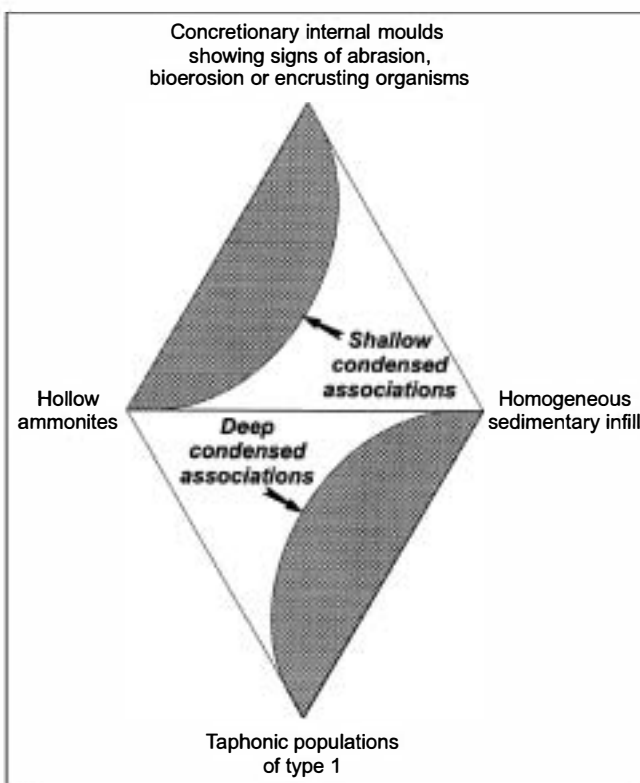 Concretionary internal moulds
showing signs of abrasion,
bioerosion or encrusting organisms
Shallow
condensed
associations
Hollow
ammonites
Homogeneous
sedimentary infill
Deep
condensed
associations
Taphonic populations
of type 1